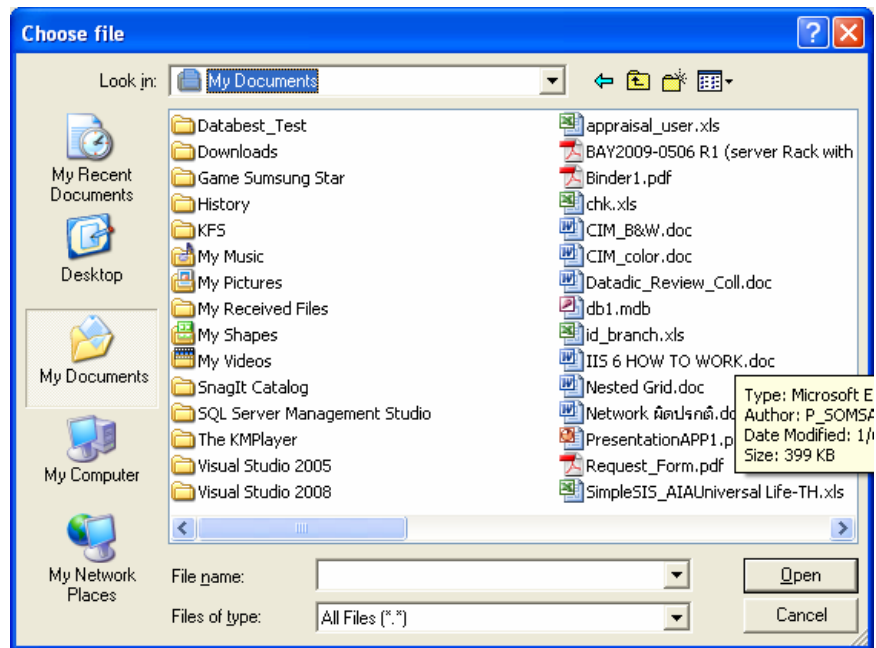 Choose file
Look in:
My Documents
My Recent
Documents
Desktop
My Documents
My Computer
My Network
Places
Databest_Test
Downloads
Game Sumsung Star
History
KFS
My Music
My Pictures
My Received Files
My Shapes
My Videos
SnagIt Catalog
SQL Server Management Studio
The KMPlayer
Visual Studio 2005
Visual Studio 2008
appraisal_user.xls
BAY2009-0506 R1 (server Rack with
Binder1.pdf
chk.xls
CIM_B&W.doc
CIM_color.doc
Datadic_Review_Coll.doc
db1.mdb
id_branch.xls
IIS 6 HOW TO WORK.doc
Nested Grid.doc
Network ผิดปรกติ.do
PresentationAPP1.p
Request_Form.pdf
SimpleSIS_AIAUniversal Life-TH.xls
Type: Microsoft E
Author: P_SOMSA
Date Modified: 1/
Size: 399 KB
File name:
Open
Files of type:
All Files (*.*)
Cancel